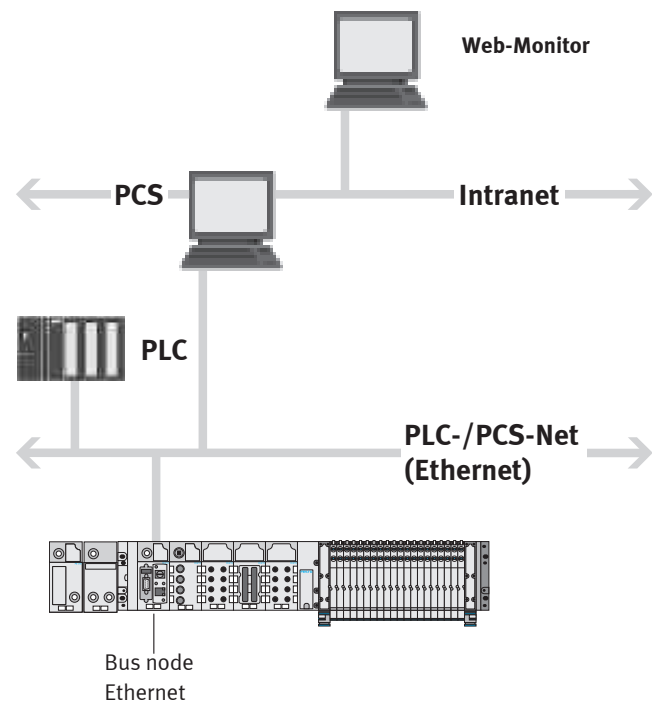 Web-Monitor
PCS
Intranet
PLC
PLC-/PCS-Net
(Ethernet)
Bus node
Ethernet